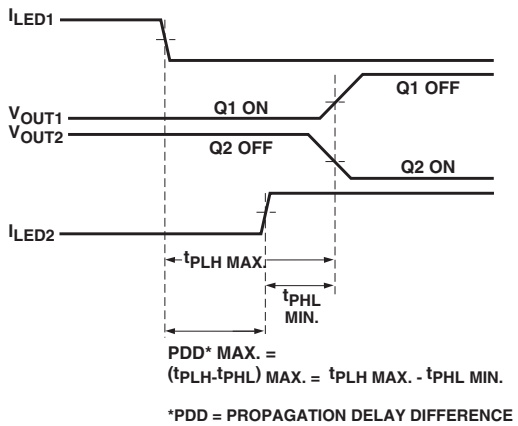 ILED1
VOUT1
Q1 ON
Q1 OFF
VOUT2
Q2 OFF
Q2 ON
ILED2
tPLH MAX.
tPHL
MIN.
PDD* MAX. =
(tPLH-tPHL) MAX. = tPLH MAX. - tPHL MIN.
*PDD = PROPAGATION DELAY DIFFERENCE